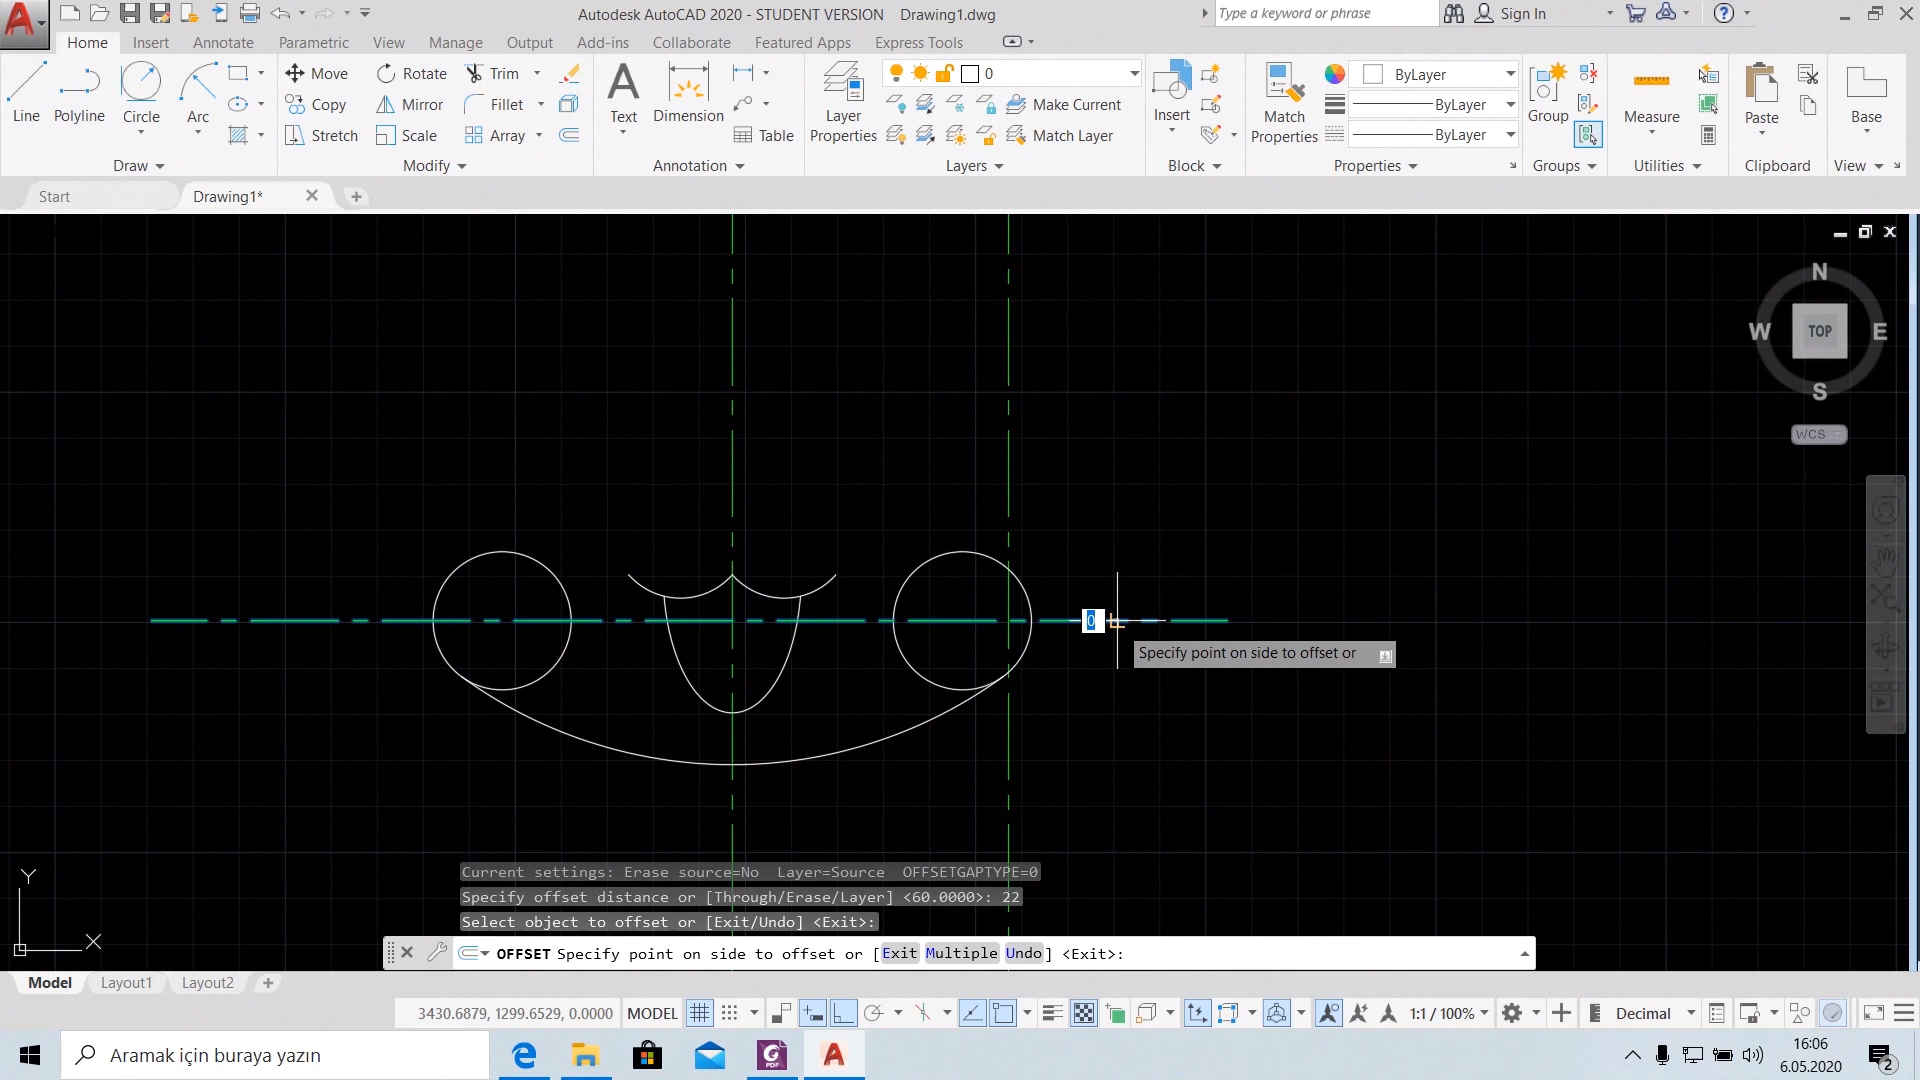 Autodesk AutoCAD 2020 - STUDENT VERSION Drawing1.dwg
Type a keyword or phrase
Sign In
Home Insert Annotate Parametric View Manage Output Add-ins Collaborate Featured Apps Express Tools
Line Polyline Circle Arc
Move Rotate Trim
Copy Mirror Fillet
Stretch Scale Array
Text Dimension Table
Layer Properties
0
Make Current
Match Layer
Insert
Match Properties
ByLayer
ByLayer
ByLayer
Group
Measure
Paste
Base
Draw Modify Annotation Layers Block Properties Groups Utilities Clipboard View
Start Drawing1*
N
W TOP E
S
WCS
0
Specify point on side to offset or
Y
X
Current settings: Erase source=No Layer=Source OFFSETGAPTYPE=0
Specify offset distance or [Through/Erase/Layer] <60.0000>: 22
Select object to offset or [Exit/Undo] <Exit>:
OFFSET Specify point on side to offset or [Exit Multiple Undo] <Exit>:
Model Layout1 Layout2
3430.6879, 1299.6529, 0.0000 MODEL 1:1 / 100% Decimal
Aramak için buraya yazın
PDF
16:06
6.05.2020
2